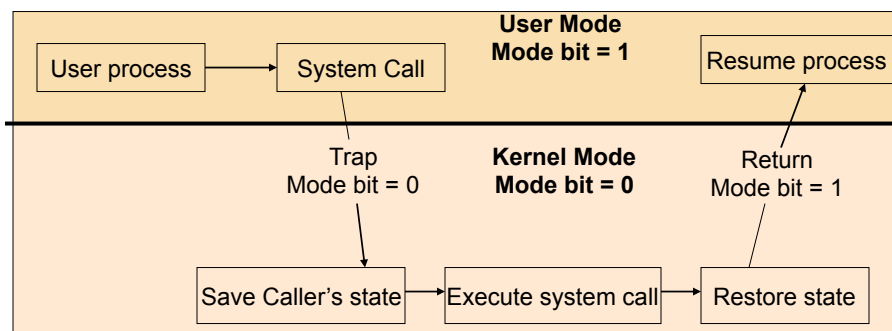 User Mode
Mode bit = 1
User process
System Call
Resume process
Trap
Mode bit = 0
Kernel Mode
Mode bit = 0
Return
Mode bit = 1
Save Caller’s state
Execute system call
Restore state